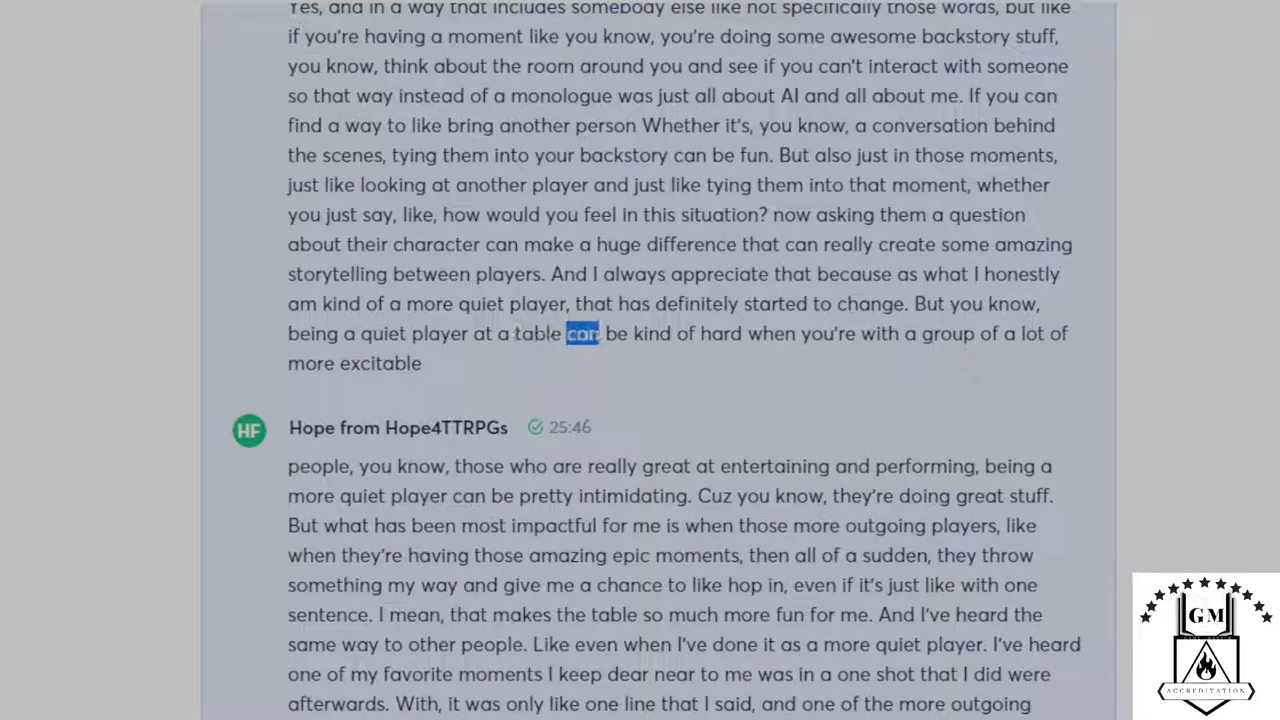 Yes, and in a way that includes somebody else like not specifically those words, but like
if you're having a moment like you know, you're doing some awesome backstory stuff,
you know, think about the room around you and see if you can't interact with someone
so that way instead of a monologue was just all about AI and all about me. If you can
find a way to like bring another person Whether it's, you know, a conversation behind
the scenes, tying them into your backstory can be fun. But also just in those moments,
just like looking at another player and just like tying them into that moment, whether
you just say, like, how would you feel in this situation? now asking them a question
about their character can make a huge difference that can really create some amazing
storytelling between players. And I always appreciate that because as what I honestly
am kind of a more quiet player, that has definitely started to change. But you know,
being a quiet player at a table can be kind of hard when you're with a group of a lot of
more excitable
HF
Hope from Hope4TTRPGs 25:46
people, you know, those who are really great at entertaining and performing, being a
more quiet player can be pretty intimidating. Cuz you know, they're doing great stuff.
But what has been most impactful for me is when those more outgoing players, like
when they're having those amazing epic moments, then all of a sudden, they throw
something my way and give me a chance to like hop in, even if it's just like with one
sentence. I mean, that makes the table so much more fun for me. And I've heard the
same way to other people. Like even when I've done it as a more quiet player. I've heard
one of my favorite moments I keep dear near to me was in a one shot that I did were
afterwards. With, it was only like one line that I said, and one of the more outgoing
GM
ACCREDITATION